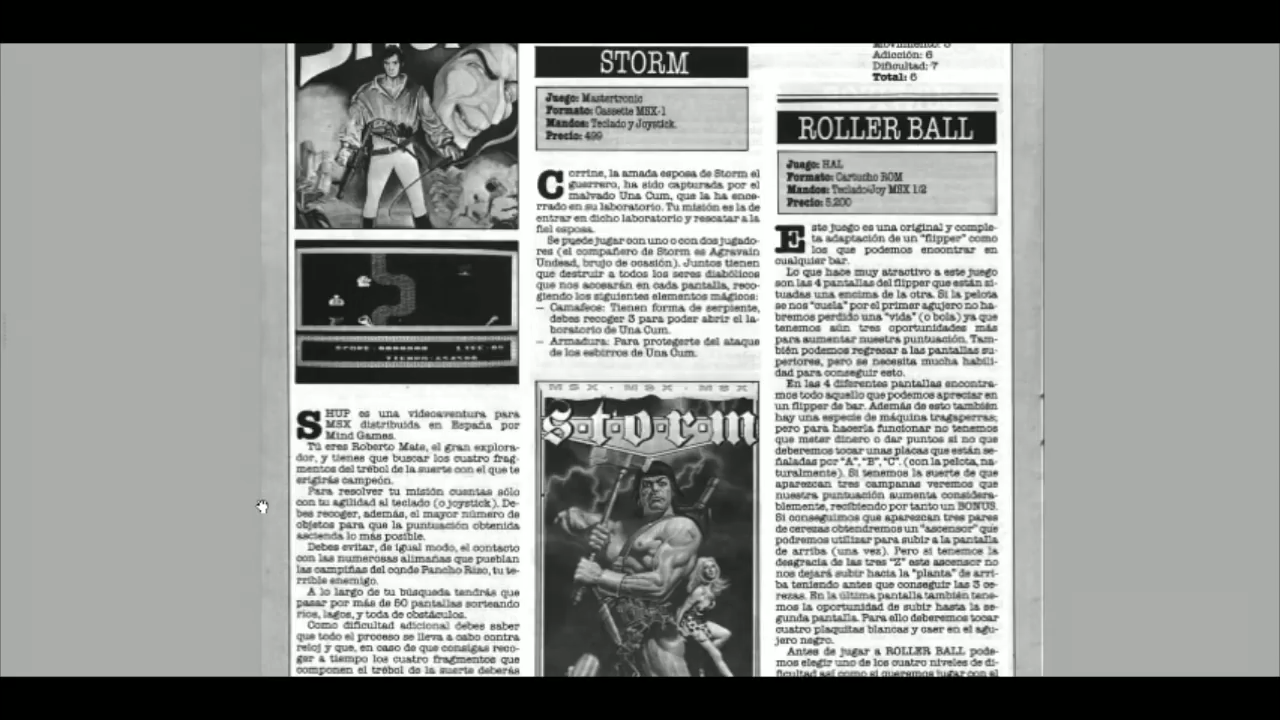 SHUP es una videoaventura para
MSX distribuida en España por
Mind Games.
Tú eres Roberto Mate, el gran explora-
dor, y tienes que buscar los cuatro frag-
mentos del trébol de la suerte con el que te
erigirás campeón.
Para resolver tu misión cuentas sólo
con tu agilidad al teclado (o joystick). De-
bes recoger, además, el mayor número de
objetos para que la puntuación obtenida
ascienda lo más posible.
Debes evitar, de igual modo, el contacto
con las numerosas alimañas que pueblan
las campiñas del conde Pancho Rizo, tu te-
rrible enemigo.
A lo largo de tu búsqueda tendrás que
pasar por más de 50 pantallas sorteando
ríos, lagos, y toda de obstáculos.
Como dificultad adicional debes saber
que todo el proceso se lleva a cabo contra
reloj y que, en caso de que consigas reco-
ger a tiempo los cuatro fragmentos que
componen el trébol de la suerte deberás
STORM
Juego: Mastertronic
Formato: Cassette MSX-1
Mandos: Teclado y Joystick.
Precio: 499
Corrine, la amada esposa de Storm el
guerrero, ha sido capturada por el
malvado Una Cum, que la ha ence-
rrado en su laboratorio. Tu misión es la de
entrar en dicho laboratorio y rescatar a la
fiel esposa.
Se puede jugar con uno o con dos jugado-
res (el compañero de Storm es Agravain
Undead, brujo de ocasión). Juntos tienen
que destruir a todos los seres diabólicos
que nos acosarán en cada pantalla, reco-
giendo los siguientes elementos mágicos:
– Camafeos: Tienen forma de serpiente,
debes recoger 3 para poder abrir el la-
boratorio de Una Cum.
– Armadura: Para protegerte del ataque
de los esbirros de Una Cum.
MSX · MSX · MSX
s·t·o·r·m
Adicción: 6
Dificultad: 7
Total: 6
ROLLER BALL
Juego: HAL
Formato: Cartucho ROM
Mandos: Teclado-Joy MSX 1/2
Precio: 5.200
Este juego es una original y comple-
ta adaptación de un "flipper" como
los que podemos encontrar en
cualquier bar.
Lo que hace muy atractivo a este juego
son las 4 pantallas del flipper que están si-
tuadas una encima de la otra. Si la pelota
se nos "cuela" por el primer agujero no ha-
bremos perdido una "vida" (o bola) ya que
tenemos aún tres oportunidades más
para aumentar nuestra puntuación. Tam-
bién podemos regresar a las pantallas su-
periores, pero se necesita mucha habili-
dad para conseguir esto.
En las 4 diferentes pantallas encontra-
mos todo aquello que podemos apreciar en
un flipper de bar. Además de esto también
hay una especie de máquina tragaperras;
pero para hacerla funcionar no tenemos
que meter dinero o dar puntos si no que
deberemos tocar unas placas que están se-
ñaladas por "A", "B", "C". (con la pelota, na-
turalmente). Si tenemos la suerte de que
aparezcan tres campanas veremos que
nuestra puntuación aumenta considera-
blemente, recibiendo por tanto un BONUS.
Si conseguimos que aparezcan tres pares
de cerezas obtendremos un "ascensor" que
podremos utilizar para subir a la pantalla
de arriba (una vez). Pero si tenemos la
desgracia de las tres "Z" este ascensor no
nos dejará subir hacia la "planta" de arri-
ba teniendo antes que conseguir las 3 ce-
rezas. En la última pantalla también tene-
mos la oportunidad de subir hasta la se-
gunda pantalla. Para ello deberemos tocar
cuatro plaquitas blancas y caer en el agu-
jero negro.
Antes de jugar a ROLLER BALL pode-
mos elegir uno de los cuatro niveles de di-
ficultad así como si queremos jugar con el